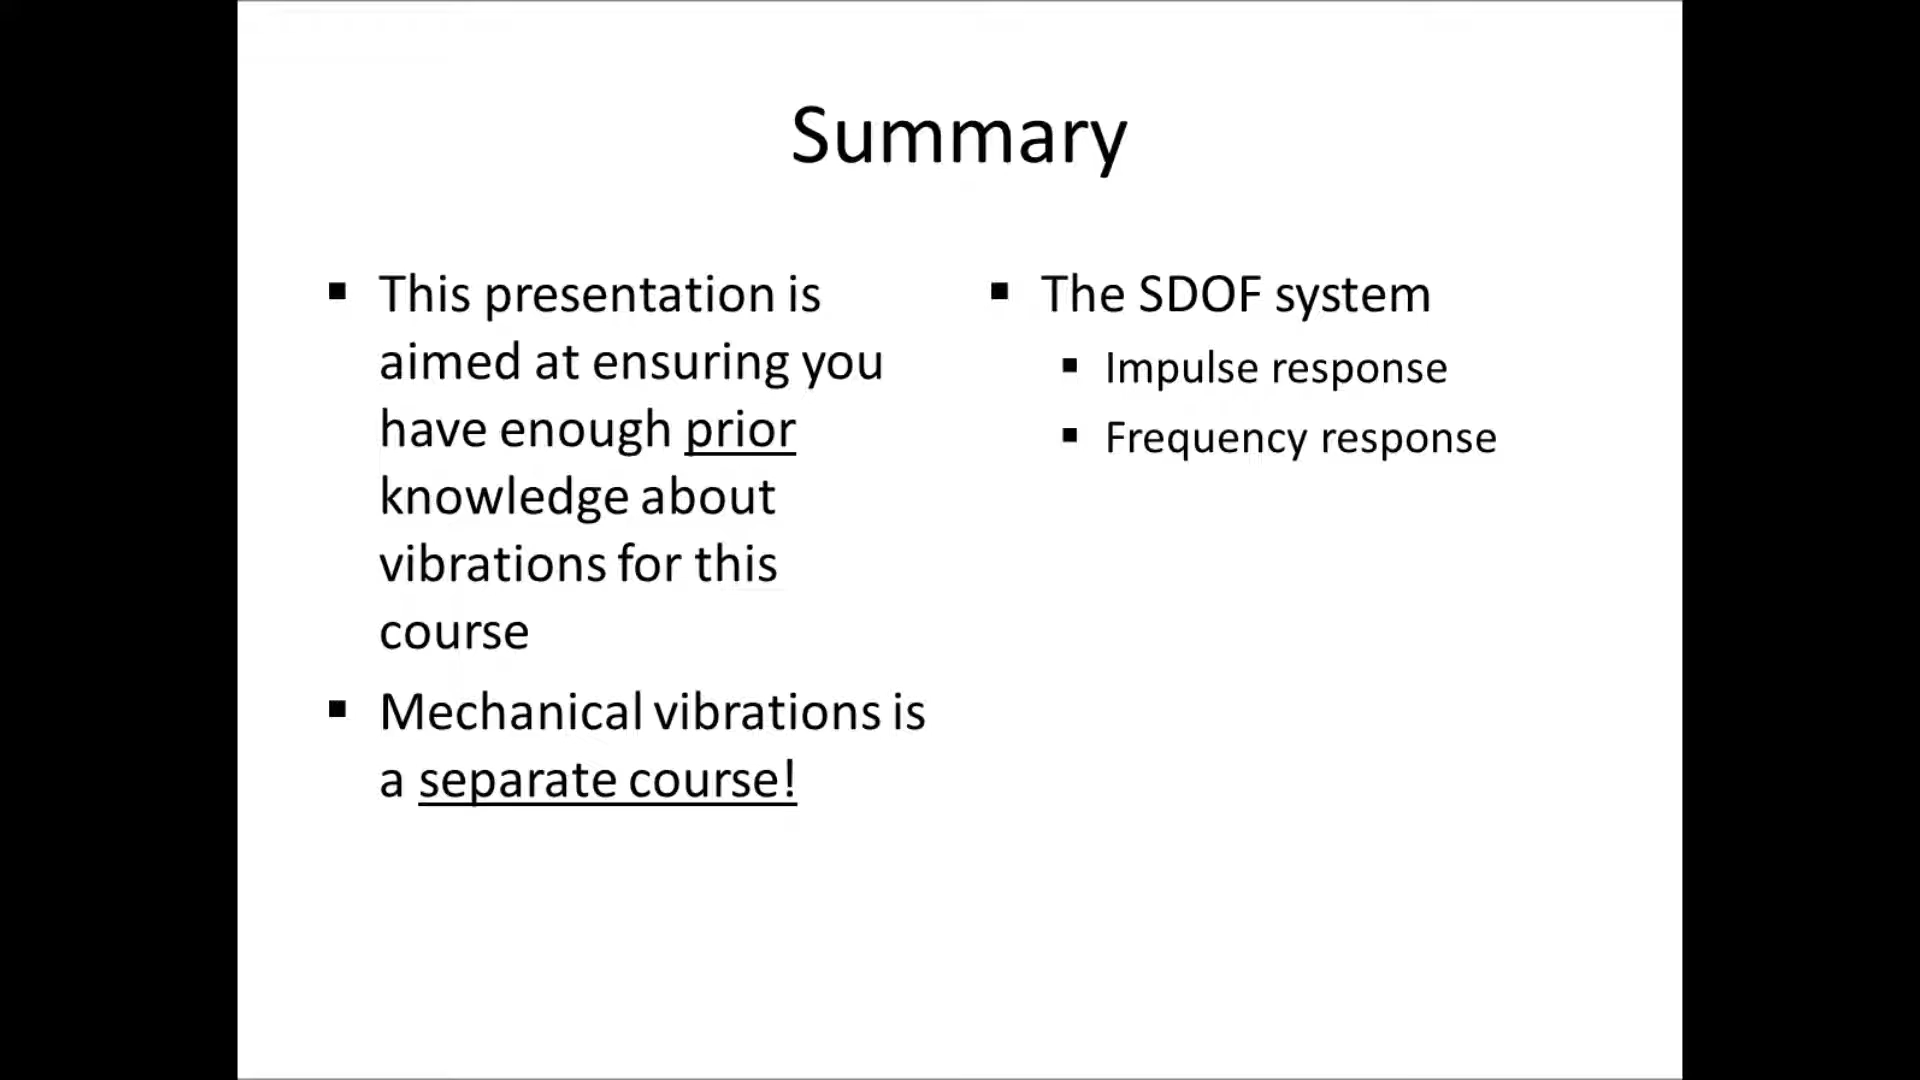 Summary
▪ This presentation is
aimed at ensuring you
have enough prior
knowledge about
vibrations for this
course
▪ Mechanical vibrations is
a separate course!
▪ The SDOF system
▪ Impulse response
▪ Frequency response